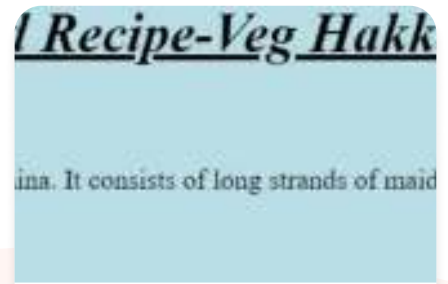 Recipe-Veg Hakk
ina. It consists of long strands of maid